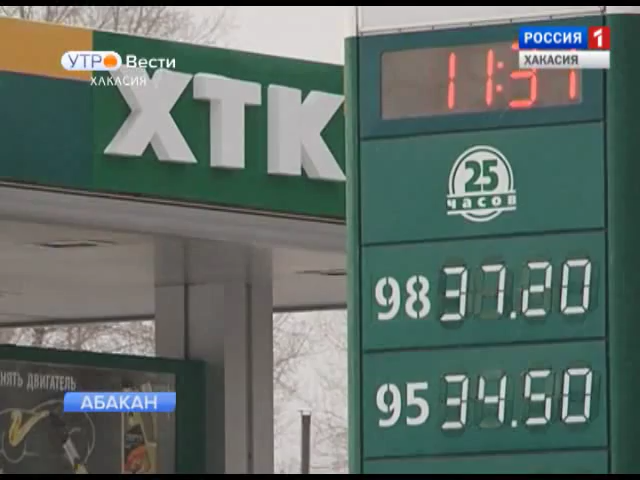 УТРО Вести
ХАКАСИЯ
РОССИЯ 1
ХАКАСИЯ
ХТК
11:31
25
часов
98 37.20
95 34.50
НЯТЬ ДВИГАТЕЛЬ
АБАКАН